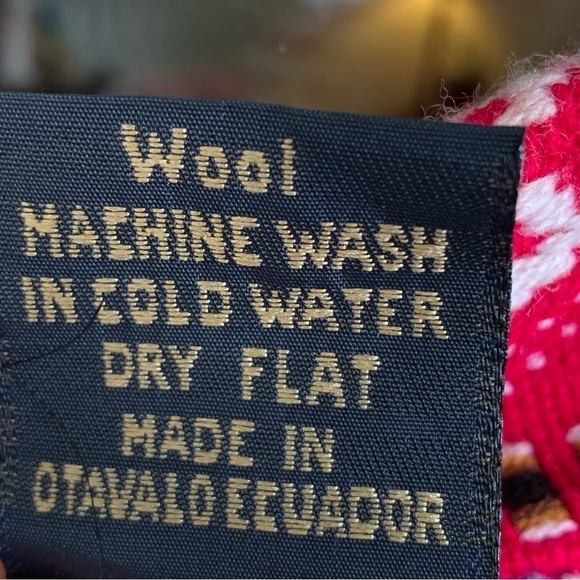 Wool
MACHINE WASH
IN COLD WATER
DRY FLAT
MADE IN
OTAVALO ECUADOR